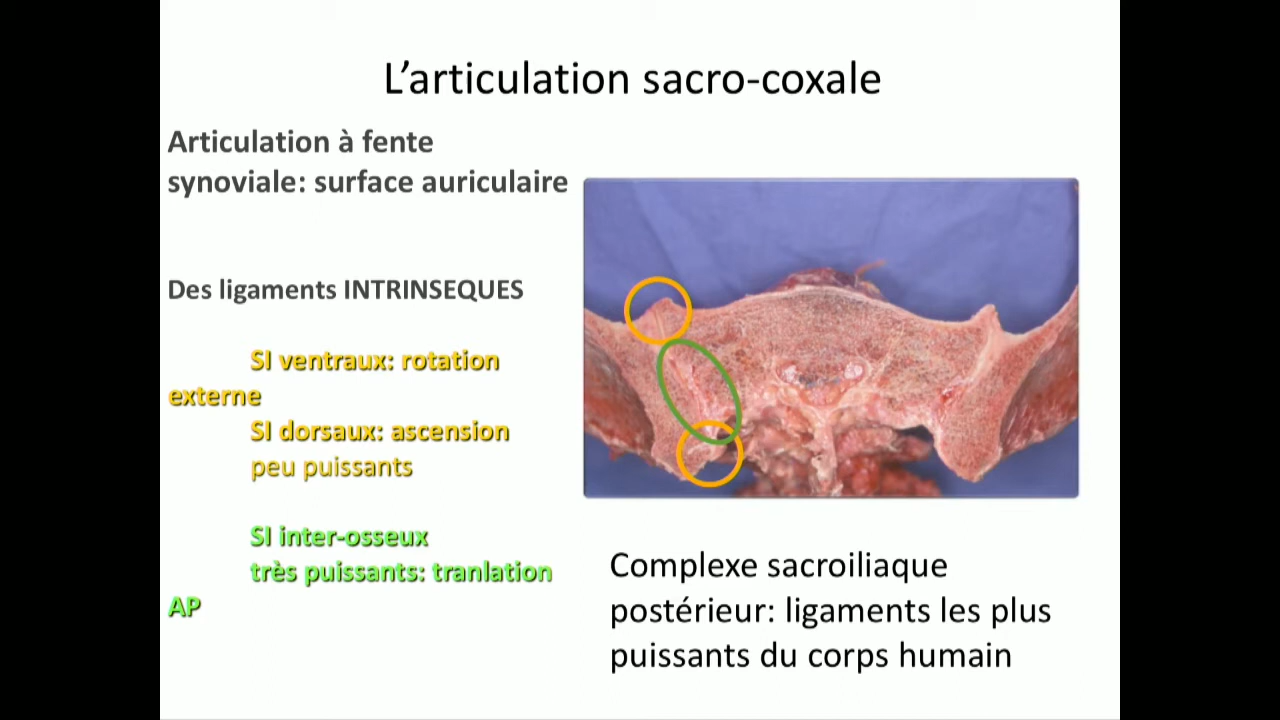 L’articulation sacro-coxale
Articulation à fente
synoviale: surface auriculaire
Des ligaments INTRINSEQUES
SI ventraux: rotation
externe
SI dorsaux: ascension
peu puissants
SI inter-osseux
très puissants: tranlation
AP
Complexe sacroiliaque
postérieur: ligaments les plus
puissants du corps humain